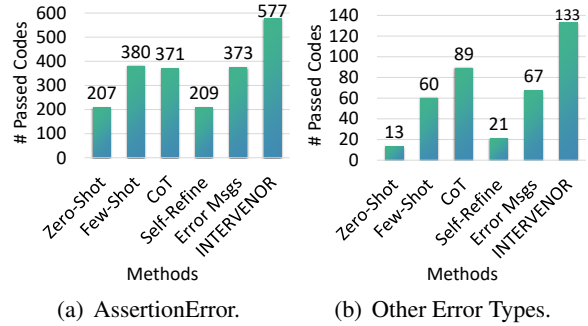 # Passed Codes
600
500
400
300
200
100
0
207
380
371
209
373
577
Zero-Shot
Few-Shot
CoT
Self-Refine
Error Msgs
INTERVENOR
Methods
(a) AssertionError.
# Passed Codes
140
120
100
80
60
40
20
0
13
60
89
21
67
133
Zero-Shot
Few-Shot
CoT
Self-Refine
Error Msgs
INTERVENOR
Methods
(b) Other Error Types.